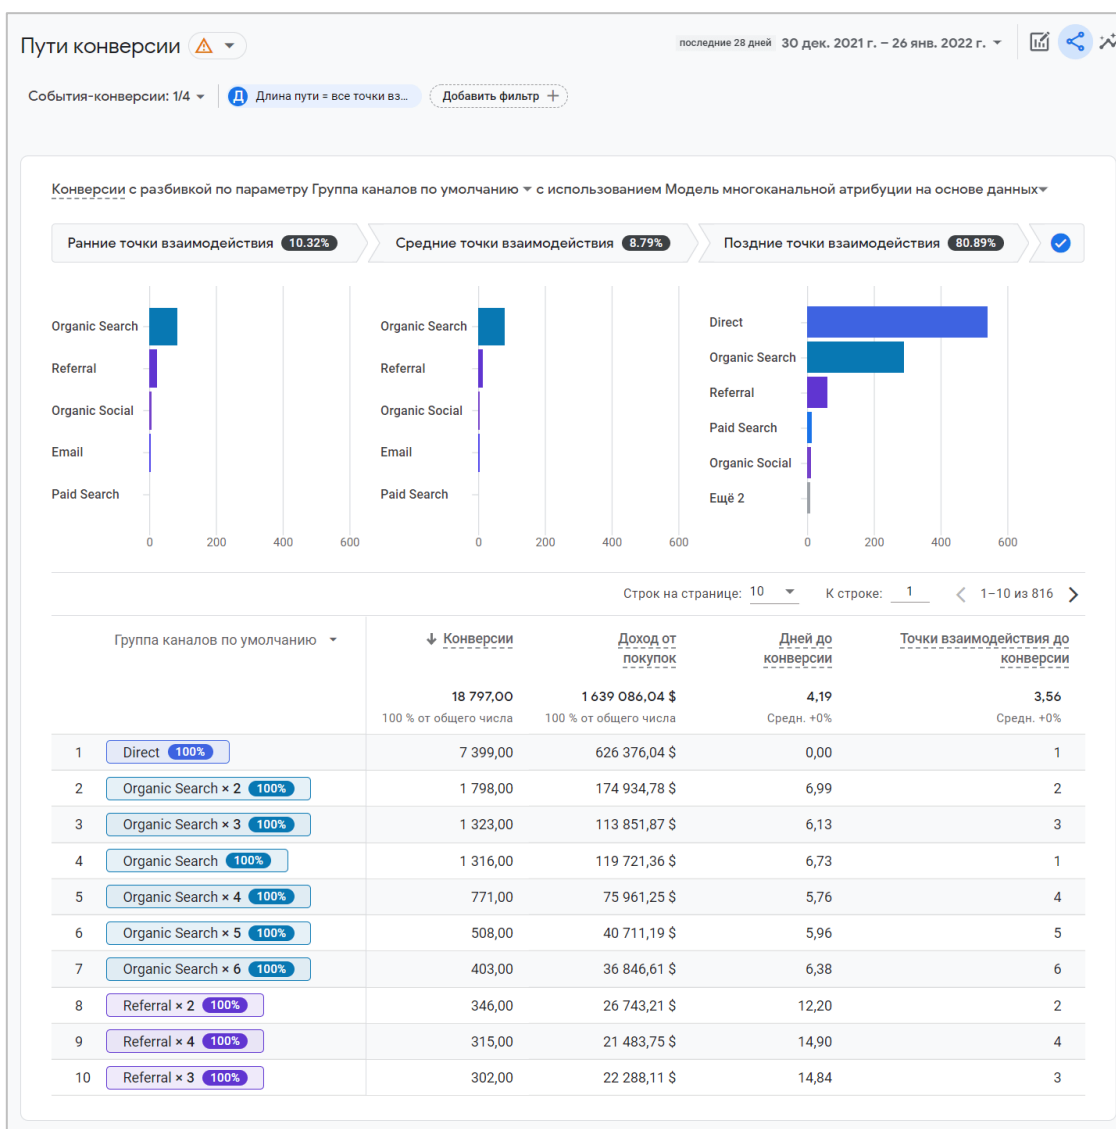 Пути конверсии
последние 28 дней 30 дек. 2021 г. – 26 янв. 2022 г.
События-конверсии: 1/4
Д Длина пути = все точки вз...
Добавить фильтр +
Конверсии с разбивкой по параметру Группа каналов по умолчанию с использованием Модель многоканальной атрибуции на основе данных
Ранние точки взаимодействия 10.32%
Средние точки взаимодействия 8.79%
Поздние точки взаимодействия 80.89%
Organic Search
Referral
Organic Social
Email
Paid Search
0 200 400 600
Organic Search
Referral
Organic Social
Email
Paid Search
0 200 400 600
Direct
Organic Search
Referral
Paid Search
Organic Social
Ещё 2
0 200 400 600
Строк на странице: 10 К строке: 1 1–10 из 816
Группа каналов по умолчанию ↓ Конверсии Доход от покупок Дней до конверсии Точки взаимодействия до конверсии
18 797,00 1 639 086,04 $ 4,19 3,56
100 % от общего числа 100 % от общего числа Средн. +0% Средн. +0%
1 Direct 100% 7 399,00 626 376,04 $ 0,00 1
2 Organic Search × 2 100% 1 798,00 174 934,78 $ 6,99 2
3 Organic Search × 3 100% 1 323,00 113 851,87 $ 6,13 3
4 Organic Search 100% 1 316,00 119 721,36 $ 6,73 1
5 Organic Search × 4 100% 771,00 75 961,25 $ 5,76 4
6 Organic Search × 5 100% 508,00 40 711,19 $ 5,96 5
7 Organic Search × 6 100% 403,00 36 846,61 $ 6,38 6
8 Referral × 2 100% 346,00 26 743,21 $ 12,20 2
9 Referral × 4 100% 315,00 21 483,75 $ 14,90 4
10 Referral × 3 100% 302,00 22 288,11 $ 14,84 3